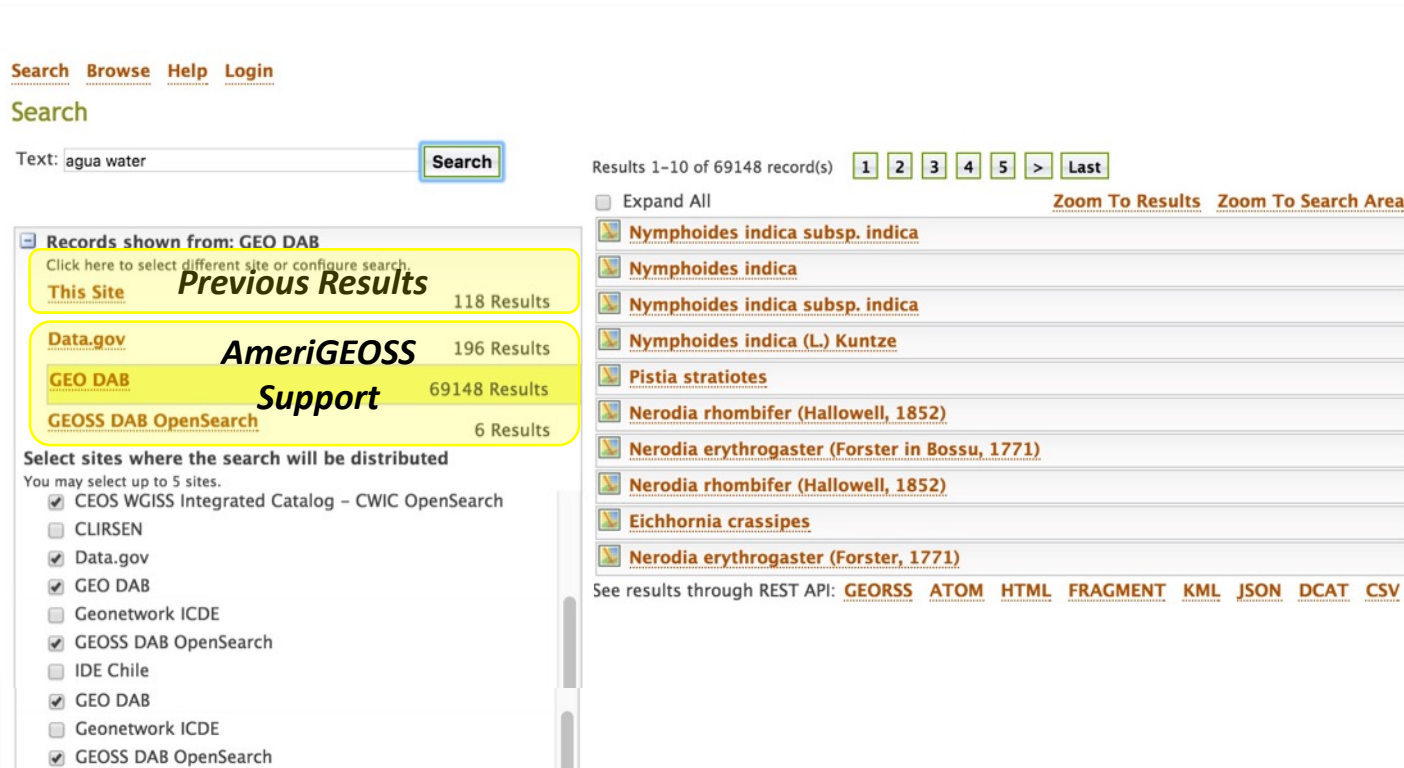 Search Browse Help Login
Search
Text: agua water Search
Records shown from: GEO DAB
Click here to select different site or configure search.
Previous Results
This Site 118 Results
Data.gov 196 Results
AmeriGEOSS
Support
GEO DAB 69148 Results
GEOSS DAB OpenSearch 6 Results
Select sites where the search will be distributed
You may select up to 5 sites.
CEOS WGISS Integrated Catalog – CWIC OpenSearch
CLIRSEN
Data.gov
GEO DAB
Geonetwork ICDE
GEOSS DAB OpenSearch
IDE Chile
GEO DAB
Geonetwork ICDE
GEOSS DAB OpenSearch
Results 1–10 of 69148 record(s) 1 2 3 4 5 > Last
Expand All Zoom To Results Zoom To Search Area
Nymphoides indica subsp. indica
Nymphoides indica
Nymphoides indica subsp. indica
Nymphoides indica (L.) Kuntze
Pistia stratiotes
Nerodia rhombifer (Hallowell, 1852)
Nerodia erythrogaster (Forster in Bossu, 1771)
Nerodia rhombifer (Hallowell, 1852)
Eichhornia crassipes
Nerodia erythrogaster (Forster, 1771)
See results through REST API: GEORSS ATOM HTML FRAGMENT KML JSON DCAT CSV